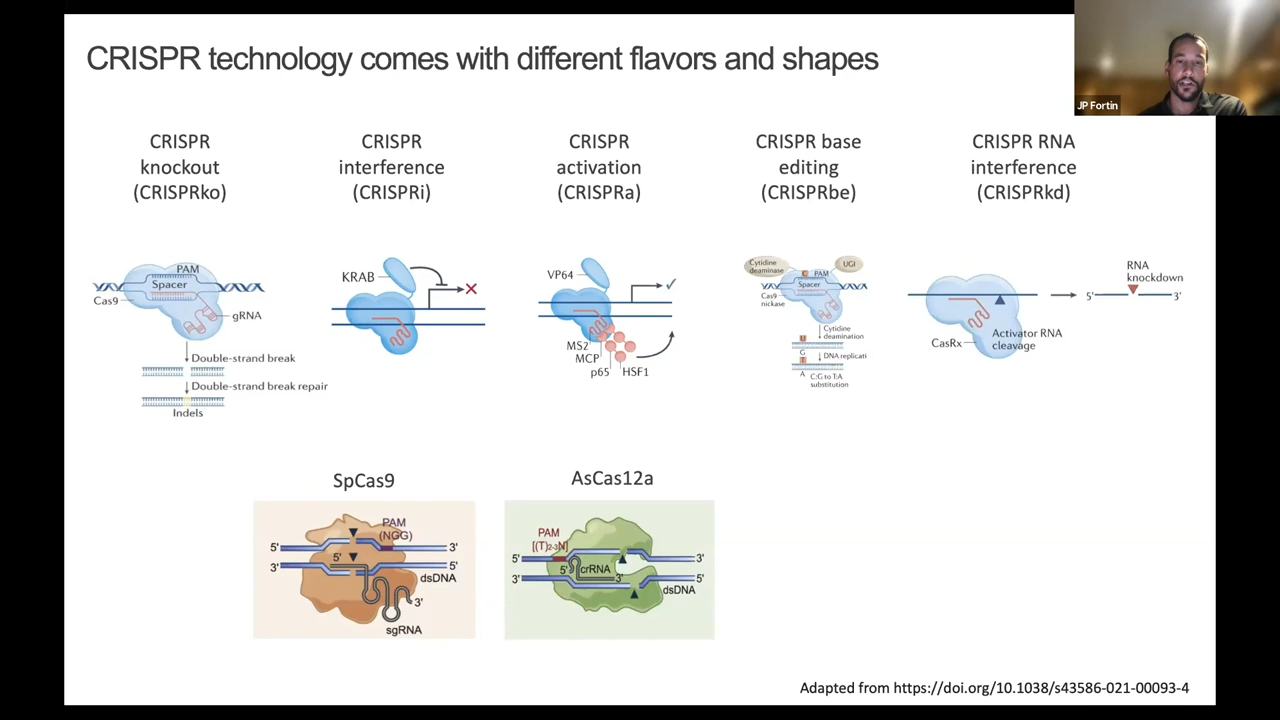 CRISPR technology comes with different flavors and shapes
JP Fortin
CRISPR
knockout
(CRISPRko)
CRISPR
interference
(CRISPRi)
CRISPR
activation
(CRISPRa)
CRISPR base
editing
(CRISPRbe)
CRISPR RNA
interference
(CRISPRkd)
PAM
Spacer
Cas9
gRNA
Double-strand break
Double-strand break repair
Indels
KRAB
VP64
MS2
MCP
p65
HSF1
Cytidine
deaminase
C
PAM
UGI
Spacer
Cas9
nickase
Cytidine
deamination
U
G
DNA replicati
T
A
C:G to T:A
substitution
CasRx
Activator RNA
cleavage
RNA
knockdown
5'
3'
SpCas9
PAM
(NGG)
5'
3'
5'
3'
5'
dsDNA
3'
sgRNA
AsCas12a
PAM
[(T)2-3N]
5'
3'
5'
crRNA
3'
3'
5'
dsDNA
Adapted from https://doi.org/10.1038/s43586-021-00093-4